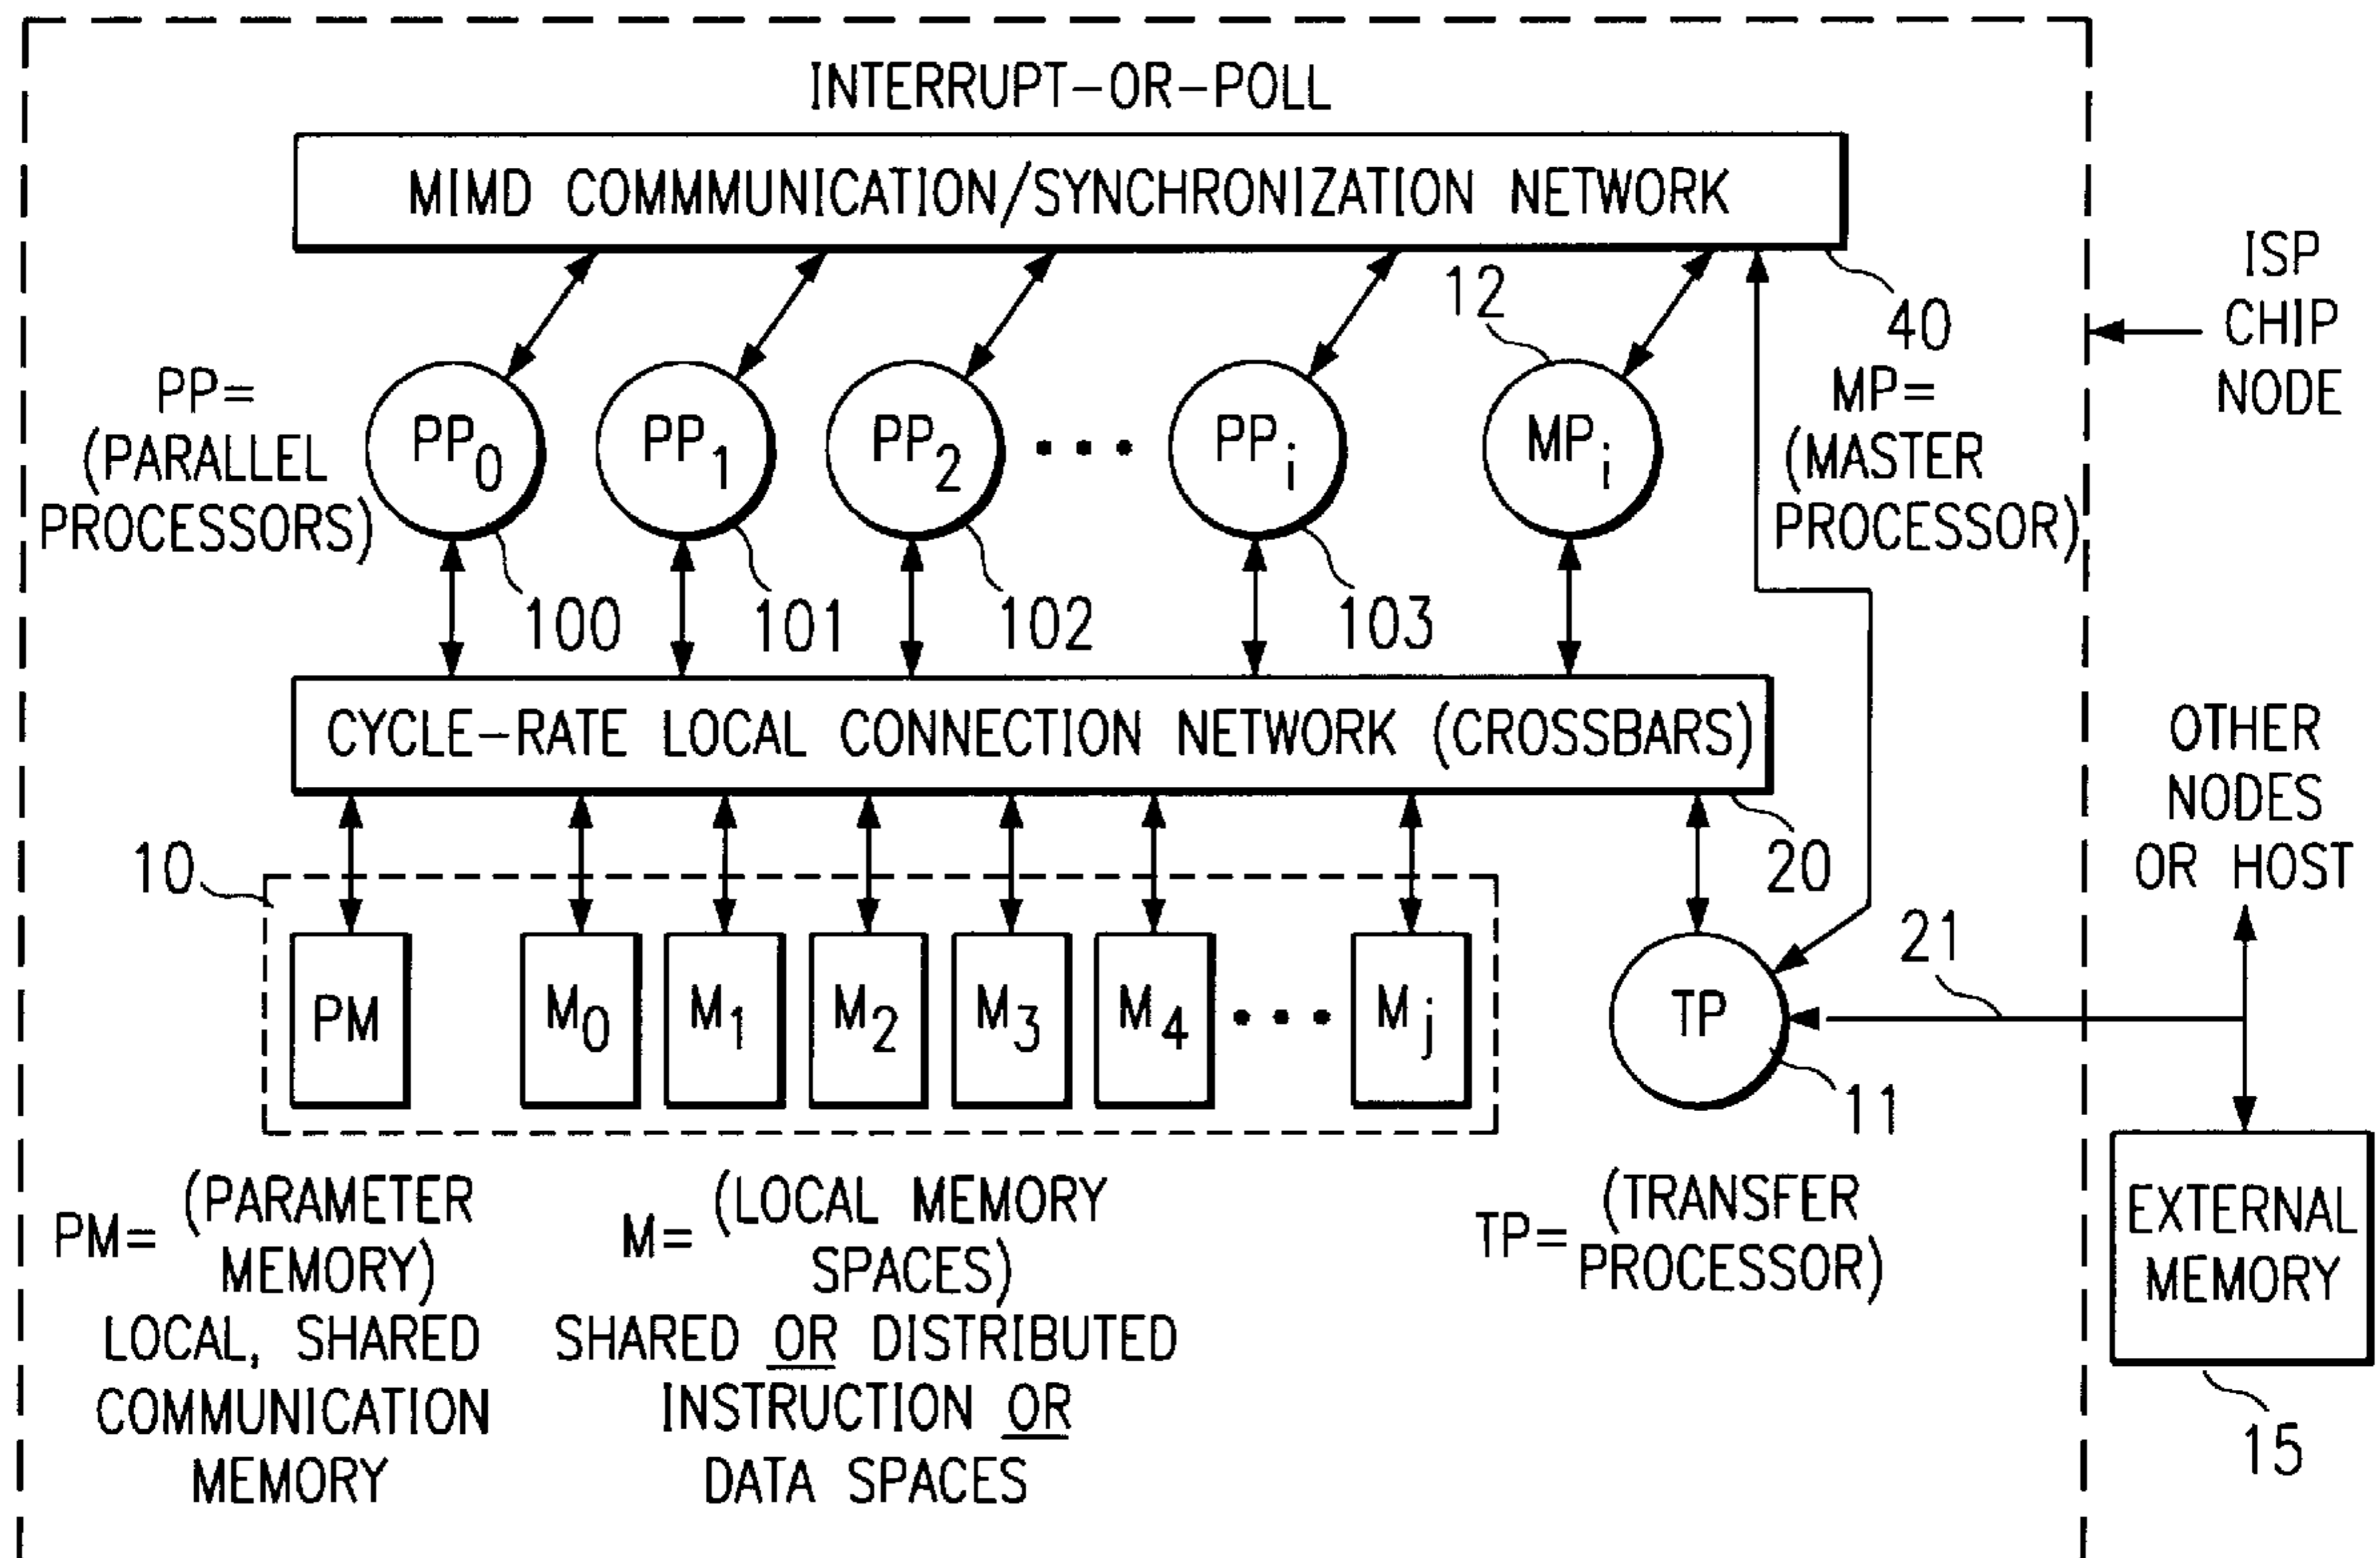 INTERRUPT-OR-POLL
MIMD COMMMUNICATION/SYNCHRONIZATION NETWORK
40
12
ISP
CHIP
NODE
PP=
(PARALLEL
PROCESSORS)
PP0
PP1
PP2
• • •
PPi
MPi
MP=
(MASTER
PROCESSOR)
100
101
102
103
CYCLE-RATE LOCAL CONNECTION NETWORK (CROSSBARS)
20
OTHER
NODES
OR HOST
10
PM
M0
M1
M2
M3
M4
• • •
Mj
TP
21
11
PM= (PARAMETER
MEMORY)
LOCAL, SHARED
COMMUNICATION
MEMORY
M= (LOCAL MEMORY
SPACES)
SHARED OR DISTRIBUTED
INSTRUCTION OR
DATA SPACES
TP= (TRANSFER
PROCESSOR)
EXTERNAL
MEMORY
15